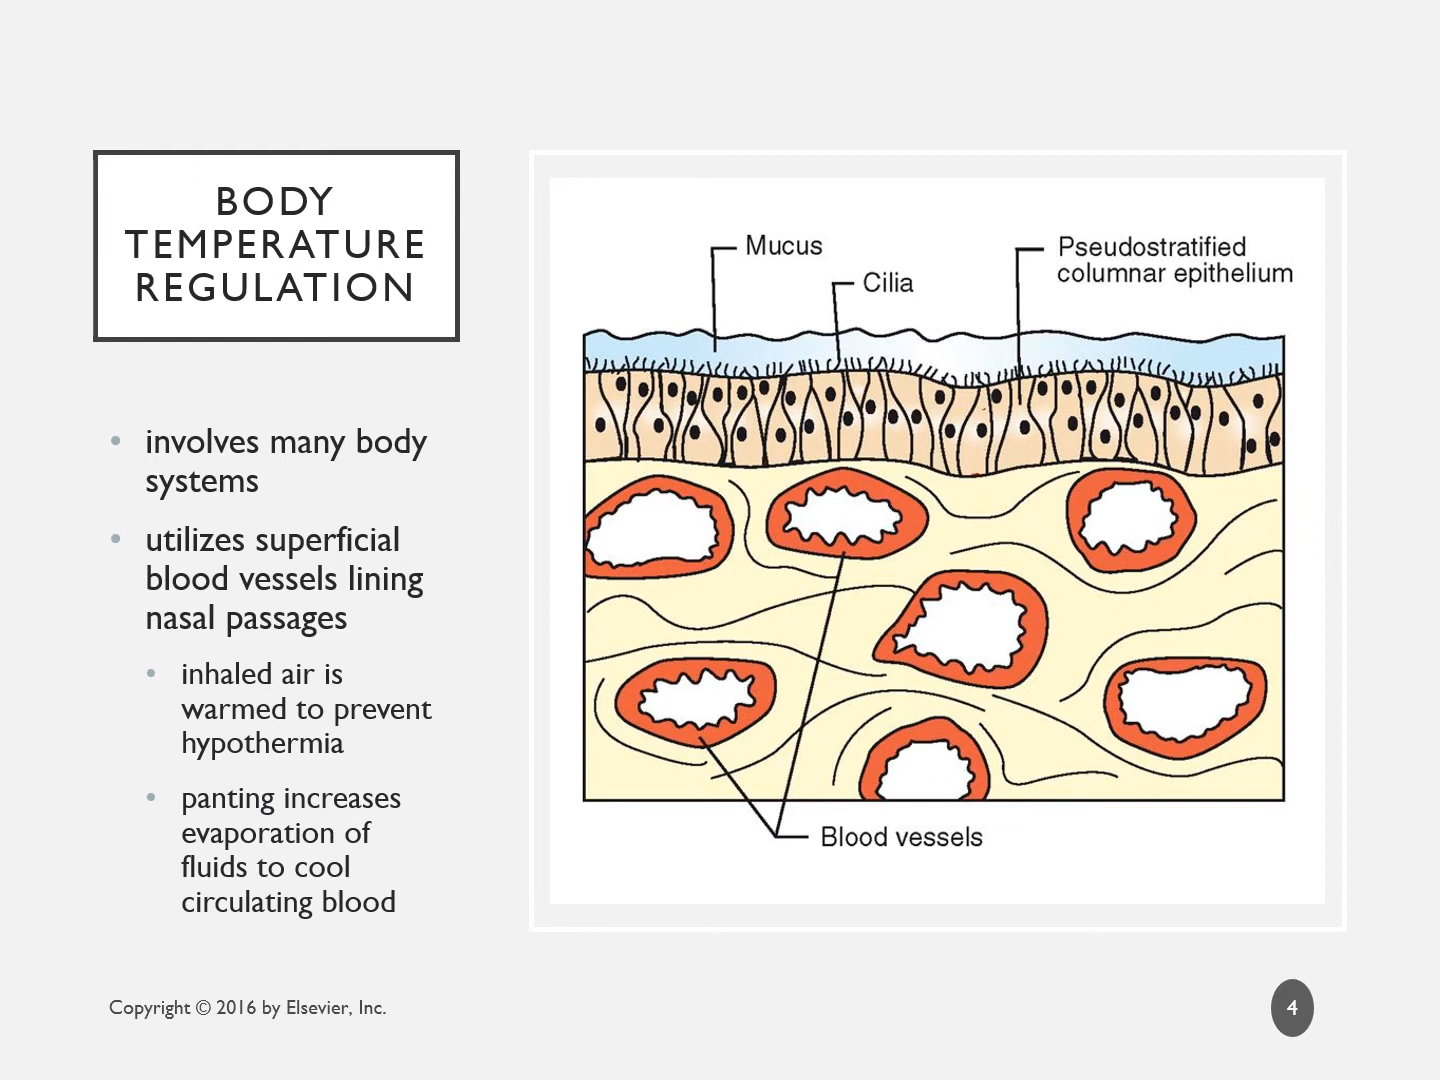 BODY
TEMPERATURE
REGULATION
• involves many body
systems
• utilizes superficial
blood vessels lining
nasal passages
• inhaled air is
warmed to prevent
hypothermia
• panting increases
evaporation of
fluids to cool
circulating blood
Mucus
Cilia
Pseudostratified
columnar epithelium
Blood vessels
Copyright © 2016 by Elsevier, Inc.
4